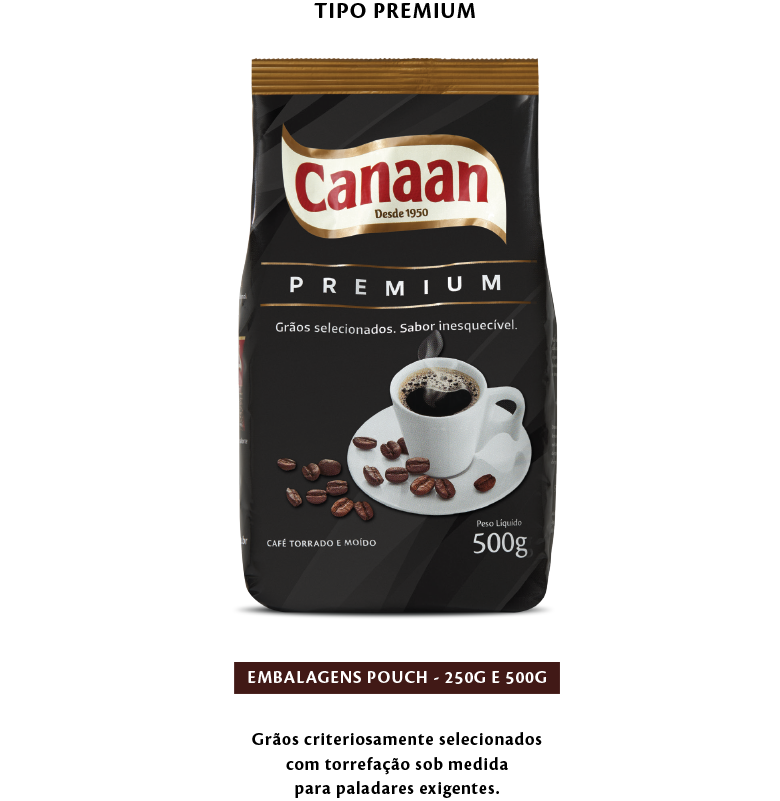 TIPO PREMIUM
Canaan
Desde 1950
PREMIUM
Grãos selecionados. Sabor inesquecível.
Peso Líquido
500g
CAFÉ TORRADO E MOÍDO
EMBALAGENS POUCH - 250G E 500G
Grãos criteriosamente selecionados
com torrefação sob medida
para paladares exigentes.